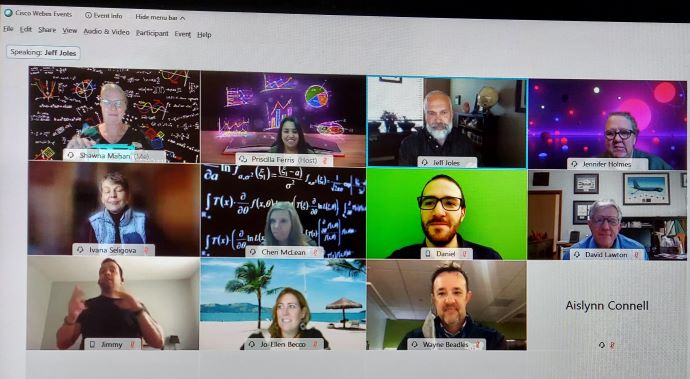 Cisco Webex Events
Event Info
Hide menu bar
File Edit Share View Audio & Video Participant Event Help
Speaking: Jeff Joles
Shawna Mahan (Me)
Priscilla Ferris (Host)
Jeff Joles
Jennifer Holmes
Ivana Seligova
Chen McLean
Daniel
David Lawton
Jimmy
Jo-Ellen Becco
Wayne Beadles
Aislynn Connell